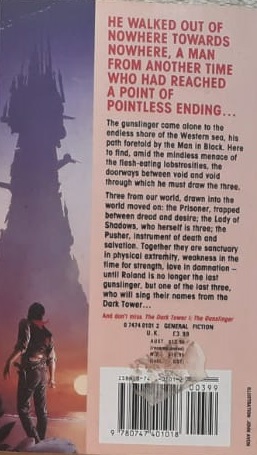 HE WALKED OUT OF
NOWHERE TOWARDS
NOWHERE, A MAN
FROM ANOTHER TIME
WHO HAD REACHED
A POINT OF
POINTLESS ENDING...
The gunslinger came alone to the
endless shore of the Western sea, his
path foretold by the Man in Black. Here
to find, amid the mindless menace of
the flesh-eating lobstrosities, the
doorways between void and void
through which he must draw the three.
Three from our world, drawn into the
world moved on: the Prisoner, trapped
between dread and desire; the Lady of
Shadows, who herself is three; the
Pusher, instrument of death and
salvation. Together they are sanctuary
in physical extremity, weakness in the
time for strength, love in damnation –
until Roland is no longer the last
gunslinger, but one of the last three,
who will sing their names from the
Dark Tower...
And don't miss The Dark Tower I: The Gunslinger
0 7474 0101 2 GENERAL FICTION
U.K. £3.99
00399
9 780747 401018